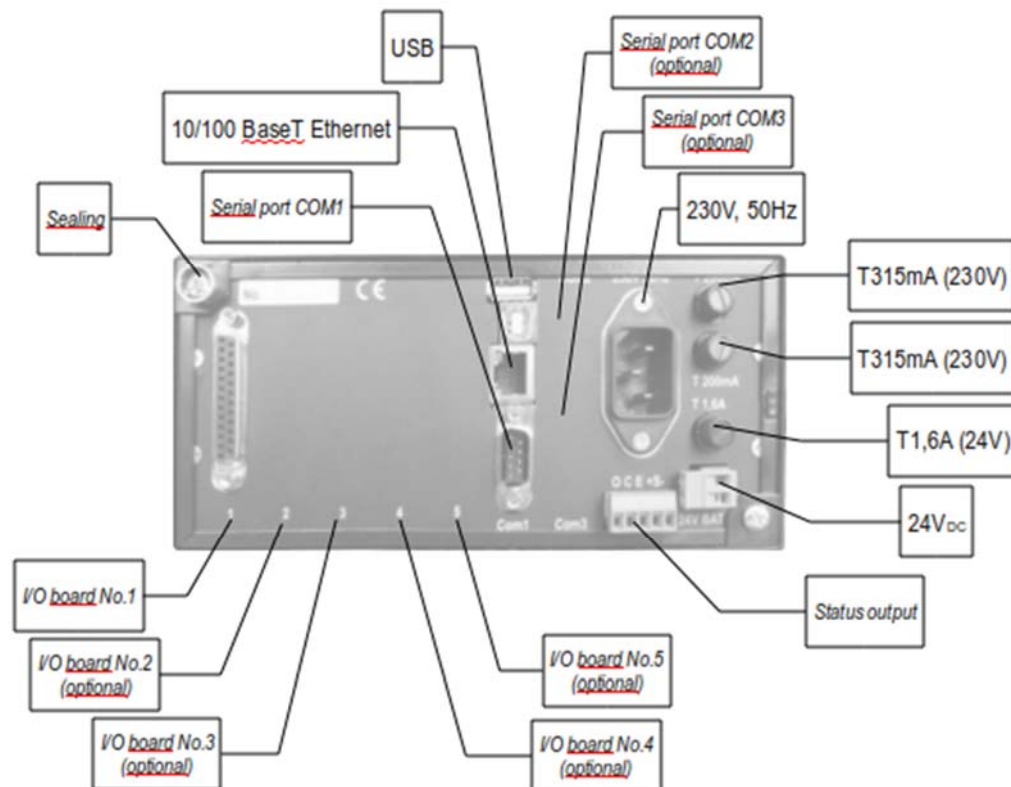 USB
Serial port COM2
(optional)
10/100 BaseT Ethernet
Serial port COM3
(optional)
Serial port COM1
Sealing
230V, 50Hz
T315mA (230V)
No.
CE
T315mA (230V)
T 200mA
T 1,6A
T1,6A (24V)
O C E +S-
24VDC
1
2
3
4
5
Com1
Com3
24V BAT
I/O board No.1
Status output
I/O board No.2
(optional)
I/O board No.5
(optional)
I/O board No.3
(optional)
I/O board No.4
(optional)